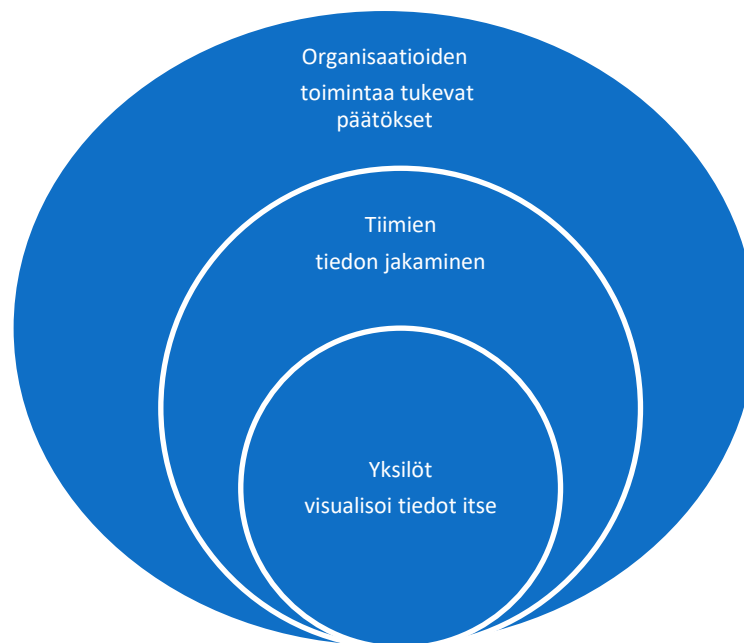 Organisaatioiden
toimintaa tukevat
päätökset
Tiimien
tiedon jakaminen
Yksilöt
visualisoi tiedot itse